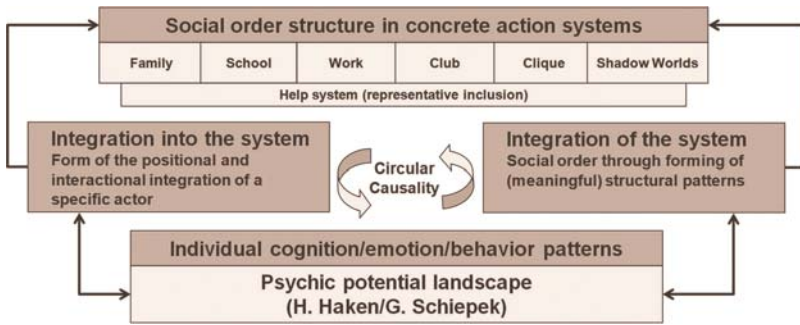 Social order structure in concrete action systems
Family School Work Club Clique Shadow Worlds
Help system (representative inclusion)
Integration into the system
Form of the positional and
interactional integration of a
specific actor
Circular
Causality
Integration of the system
Social order through forming of
(meaningful) structural patterns
Individual cognition/emotion/behavior patterns
Psychic potential landscape
(H. Haken/G. Schiepek)